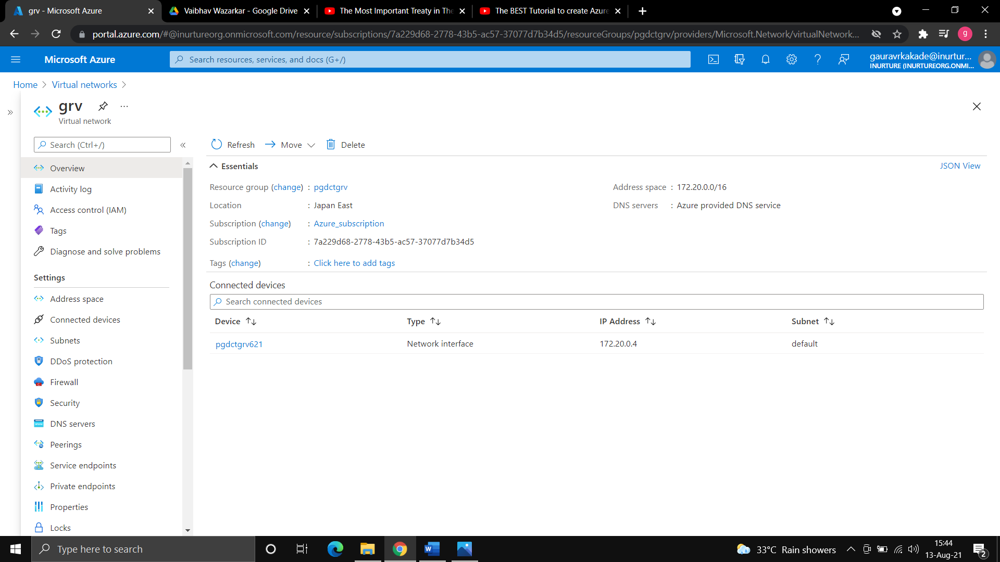 grv - Microsoft Azure
Vaibhav Wazarkar - Google Drive
The Most Important Treaty in The
The BEST Tutorial to create Azure
portal.azure.com/#@inurtureorg.onmicrosoft.com/resource/subscriptions/7a229d68-2778-43b5-ac57-37077d7b34d5/resourceGroups/pgdctgrv/providers/Microsoft.Network/virtualNetwork...
g
Microsoft Azure
Search resources, services, and docs (G+/)
gauravrkakade@inurtur...
INURTURE (INURTUREORG.ONMI...
Home > Virtual networks >
grv
...
Virtual network
Search (Ctrl+/)
Overview
Activity log
Access control (IAM)
Tags
Diagnose and solve problems
Settings
Address space
Connected devices
Subnets
DDoS protection
Firewall
Security
DNS servers
Peerings
Service endpoints
Private endpoints
Properties
Locks
Refresh
Move
Delete
Essentials
JSON View
Resource group (change) : pgdctgrv
Location : Japan East
Subscription (change) : Azure_subscription
Subscription ID : 7a229d68-2778-43b5-ac57-37077d7b34d5
Tags (change) : Click here to add tags
Address space : 172.20.0.0/16
DNS servers : Azure provided DNS service
Connected devices
Search connected devices
Device Type IP Address Subnet
pgdctgrv621 Network interface 172.20.0.4 default
Type here to search
33°C Rain showers
15:44
13-Aug-21
2